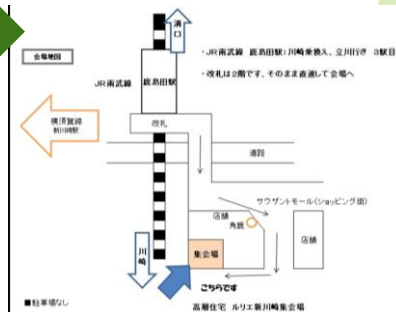 溝口
会場地図
・JR南武線 鹿島田駅：川崎乗換え、立川行き 3駅目
JR南武線
鹿島田駅
・改札は2階です、そのまま直進して会場へ
横須賀線
新川崎駅
改札
道路
サウザンドモール(ショッピング街)
店舗
角底
店舗
川崎
集会場
こちらです
■駐車場なし
高層住宅 ルリエ新川崎集会場